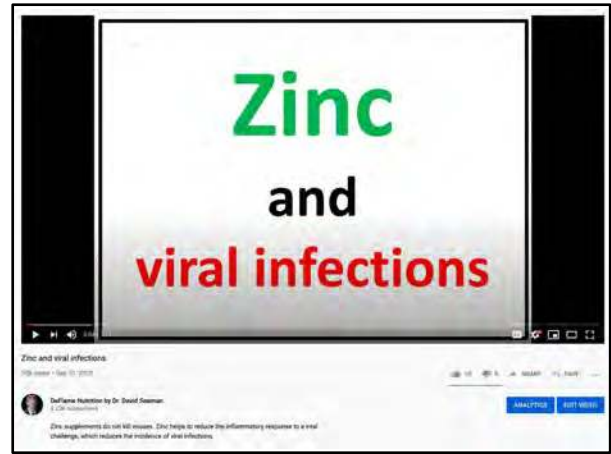 Zinc
and
viral infections
Zinc and viral infections
SHARE
DeFlame Nutrition by Dr. David Seaman
ANALYTICS
EDIT VIDEO
Zinc supplements do not kill viruses. Zinc helps to reduce the inflammatory response to a viral
challenge, which reduces the incidence of viral infections.